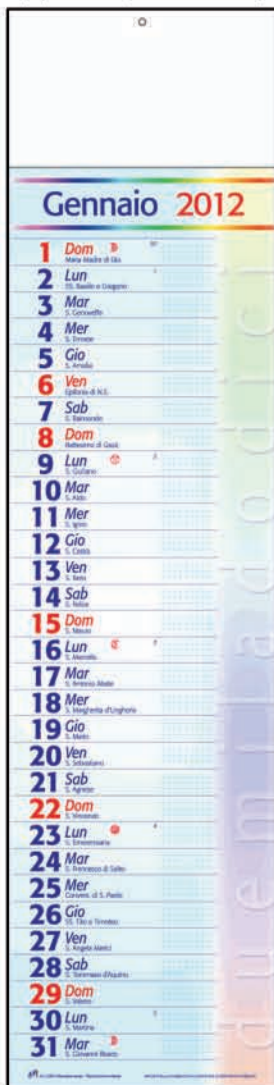 Gennaio 2012
1 Dom
Maria Madre di Dio
2 Lun
SS. Basilio e Gregorio
3 Mar
S. Genoveffa
4 Mer
5 Gio
S. Amelia
6 Ven
Epifania di N.S.
7 Sab
S. Raimondo
8 Dom
Battesimo di Gesù
9 Lun
S. Giuliano
10 Mar
S. Aldo
11 Mer
S. Igino
12 Gio
13 Ven
S. Ilario
14 Sab
S. Felice
15 Dom
S. Mauro
16 Lun
S. Marcello
17 Mar
S. Antonio Abate
18 Mer
S. Margherita d'Ungheria
19 Gio
S. Mario
20 Ven
S. Sebastiano
21 Sab
S. Agnese
22 Dom
S. Vincenzo
23 Lun
S. Emerenziana
24 Mar
S. Francesco di Sales
25 Mer
Convers. di S. Paolo
26 Gio
SS. Tito e Timoteo
27 Ven
S. Angela Merici
28 Sab
S. Tommaso d'Aquino
29 Dom
S. Valerio
30 Lun
S. Martina
31 Mar
S. Giovanni Bosco
duemiladodici